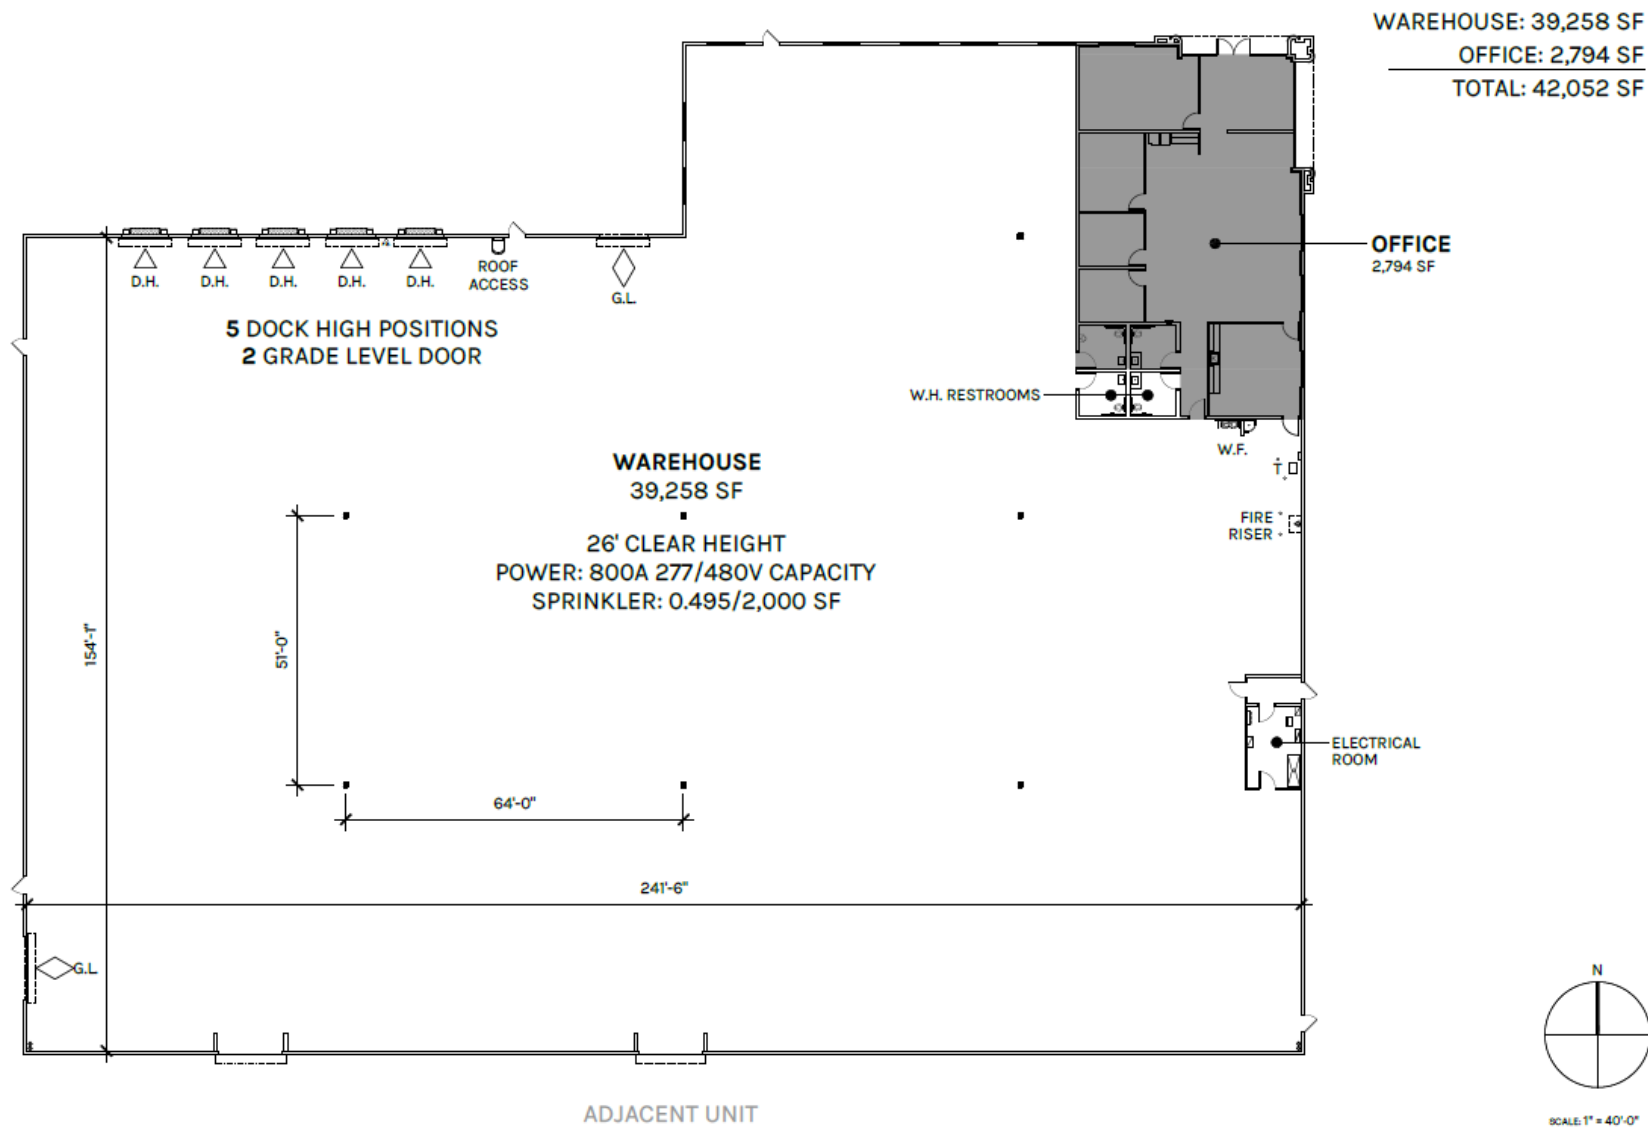 WAREHOUSE: 39,258 SF
OFFICE: 2,794 SF
TOTAL: 42,052 SF
D.H.
D.H.
D.H.
D.H.
D.H.
ROOF
ACCESS
G.L.
OFFICE
2,794 SF
5 DOCK HIGH POSITIONS
2 GRADE LEVEL DOOR
W.H. RESTROOMS
W.F.
T
WAREHOUSE
39,258 SF
FIRE
RISER
26' CLEAR HEIGHT
POWER: 800A 277/480V CAPACITY
SPRINKLER: 0.495/2,000 SF
154'-1"
51'-0"
ELECTRICAL
ROOM
64'-0"
241'-6"
G.L.
N
ADJACENT UNIT
SCALE: 1" = 40'-0"